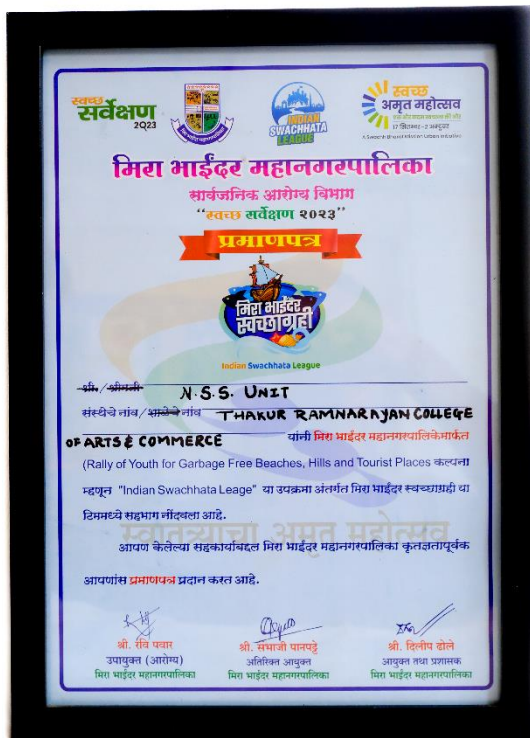 स्वच्छ
सर्वेक्षण
2023
INDIAN
SWACHHATA
LEAGUE
स्वच्छ
अमृत महोत्सव
A Swachh Bharat Mission Urban Initiative
मिरा भाईंदर महानगरपालिका
सार्वजनिक आरोग्य विभाग
“स्वच्छ सर्वेक्षण २०२३”
प्रमाणपत्र
मिरा भाईंदर
स्वच्छाग्रही
Indian Swachhata League
श्री./श्रीमती N.S.S. UNIT
संस्थेचे नांव/शाळेचे नांव THAKUR RAMNARAYAN COLLEGE
OF ARTS & COMMERCE यांनी मिरा भाईंदर महानगरपालिकेमार्फत
(Rally of Youth for Garbage Free Beaches, Hills and Tourist Places कल्पना
म्हणून "Indian Swachhata Leage" या उपक्रमा अंतर्गत मिरा भाईंदर स्वच्छाग्रही या
टिममध्ये सहभाग नोंदवला आहे.
स्वातंत्र्याचा अमृत महोत्सव
आपण केलेल्या सहकार्याबद्दल मिरा भाईंदर महानगरपालिका कृतज्ञतापूर्वक
आपणांस प्रमाणपत्र प्रदान करत आहे.
श्री. रवि पवार
उपायुक्त (आरोग्य)
मिरा भाईंदर महानगरपालिका
श्री. संभाजी पानपट्टे
अतिरिक्त आयुक्त
मिरा भाईंदर महानगरपालिका
श्री. दिलीप ढोले
आयुक्त तथा प्रशासक
मिरा भाईंदर महानगरपालिका